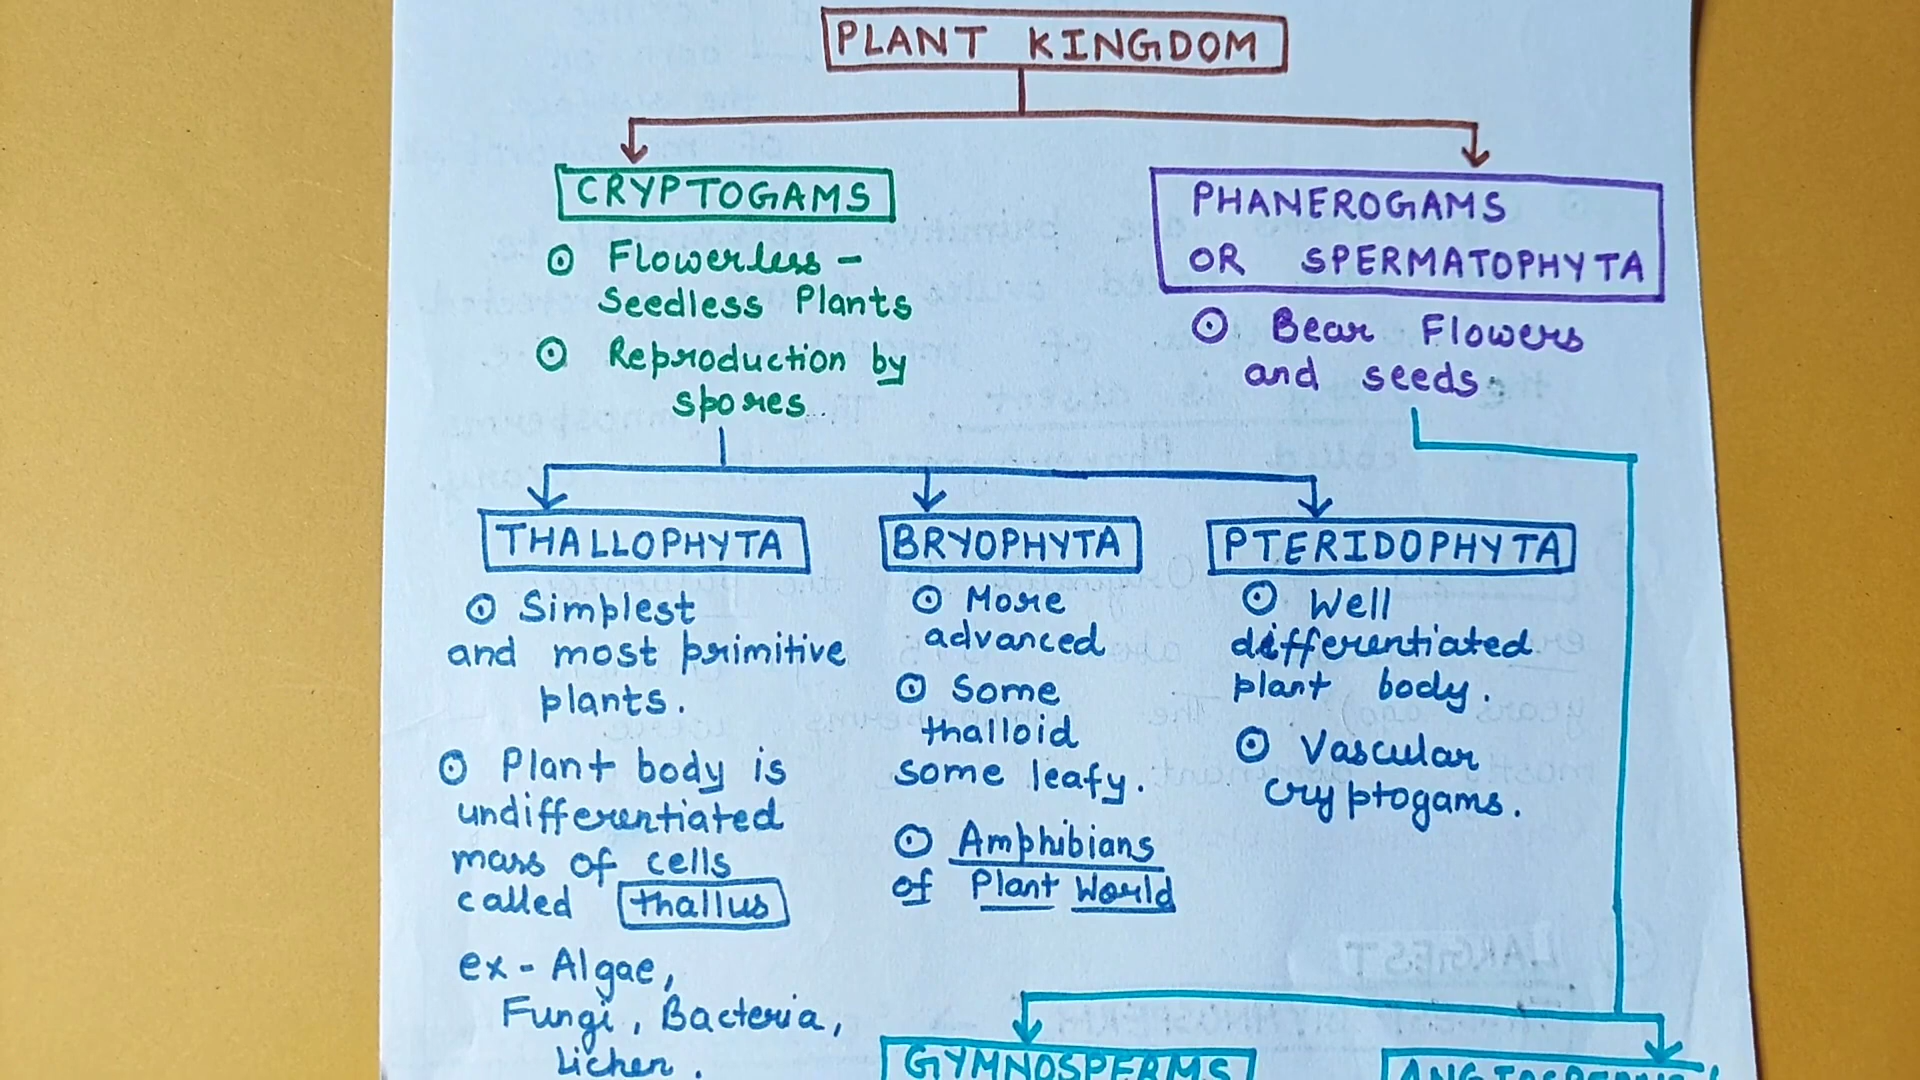 PLANT KINGDOM
CRYPTOGAMS
⊙ Flowerless -
Seedless Plants
⊙ Reproduction by
spores.
PHANEROGAMS
OR SPERMATOPHYTA
⊙ Bear Flowers
and seeds.
THALLOPHYTA
⊙ Simplest
and most primitive
plants.
⊙ Plant body is
undifferentiated
mass of cells
called thallus
ex - Algae,
Fungi, Bacteria,
Lichen.
BRYOPHYTA
⊙ More
advanced
⊙ Some
thalloid
some leafy.
⊙ Amphibians
of Plant World
PTERIDOPHYTA
⊙ Well
differentiated
plant body.
⊙ Vascular
cryptogams.
GYMNOSPERMS
ANGIOSPERMS